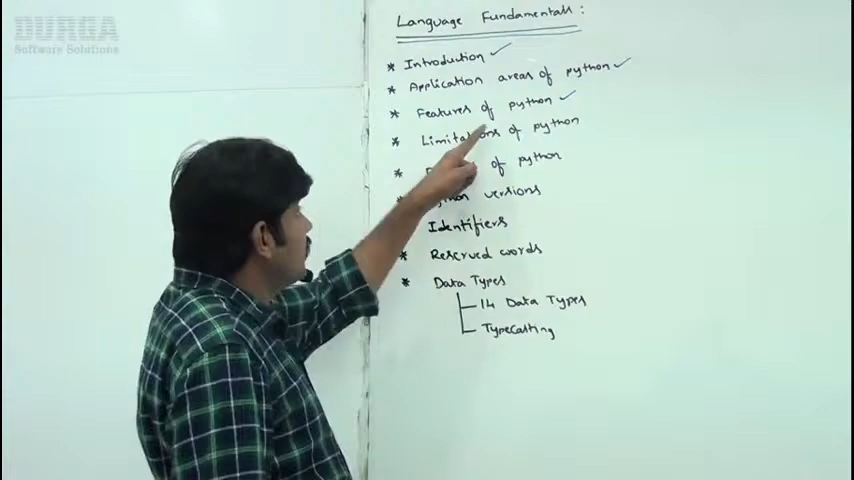 DURGA
Software Solutions
Language Fundamentals :
* Introduction ✓
* Application areas of python ✓
* Features of python ✓
* Limitations of python
* of python
* versions
Identifiers
* Reserved words
* Data Types
14 Data Types
Typecasting